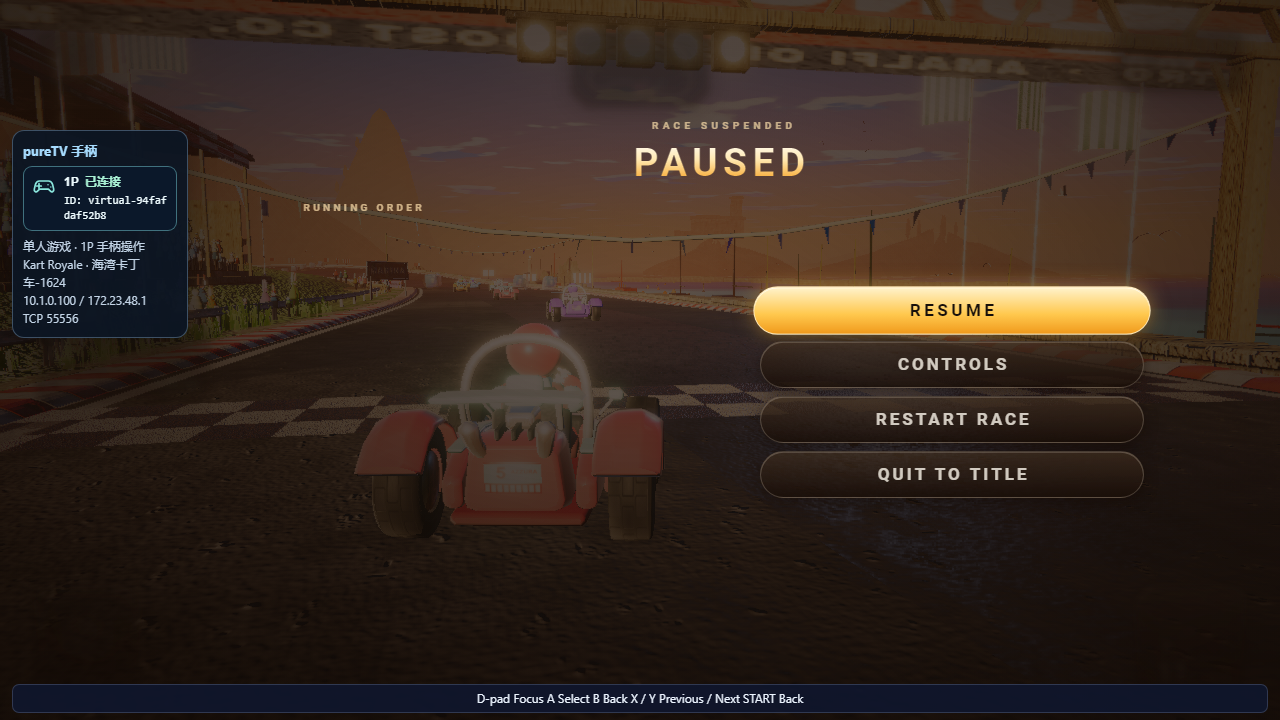 RACE SUSPENDED
PAUSED
pureTV 手柄
1P 已连接
ID: virtual-94faf
daf52b8
单人游戏 · 1P 手柄操作
Kart Royale · 海湾卡丁
车-1624
10.1.0.100 / 172.23.48.1
TCP 55556
RUNNING ORDER
RESUME
CONTROLS
RESTART RACE
QUIT TO TITLE
D-pad Focus A Select B Back X / Y Previous / Next START Back